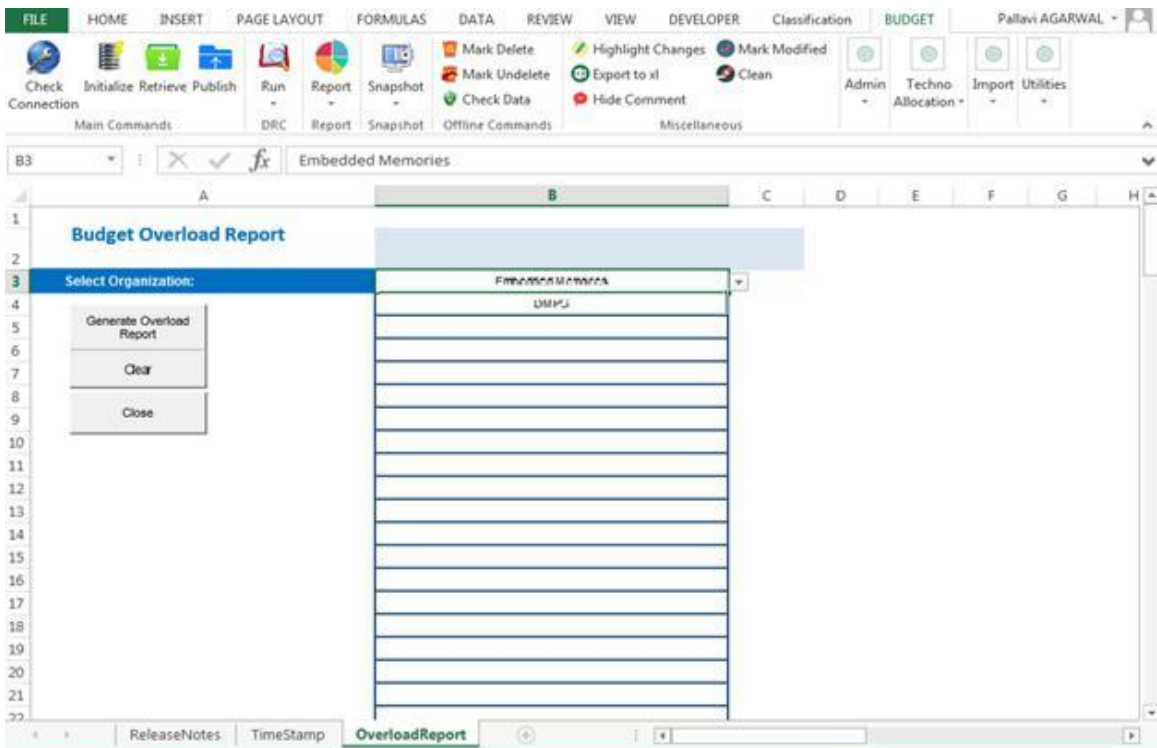 FILE HOME INSERT PAGE LAYOUT FORMULAS DATA REVIEW VIEW DEVELOPER Classification BUDGET Pallavi AGARWAL
Mark Delete Highlight Changes Mark Modified
Mark Undelete Export to xl Clean
Check Data Hide Comment
Check Connection Initialize Retrieve Publish Run Report Snapshot Admin Techno Allocation Import Utilities
Main Commands DRC Report Snapshot Offline Commands Miscellaneous
B3 fx Embedded Memories
A B C D E F G H
1
Budget Overload Report
2
3 Select Organization: Embedded Memories
4
Generate Overload
5
Report
6
7 Clear
8
Close
9
10
11
12
13
14
15
16
17
18
19
20
21
22
ReleaseNotes TimeStamp OverloadReport